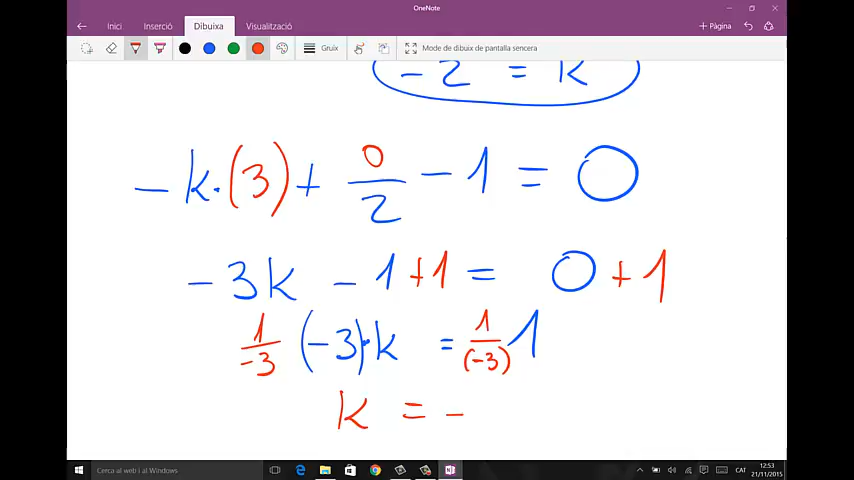 OneNote
Inici Inserció Dibuixa Visualització + Pàgina
Gruix Mode de dibuix de pantalla sencera
-2 = k
-k·(3) + 0/2 - 1 = 0
-3k - 1 + 1 = 0 + 1
1/-3 (-3)·k = 1/(-3) 1
k = -
Cerca al web i al Windows
CAT
12:53
21/11/2015